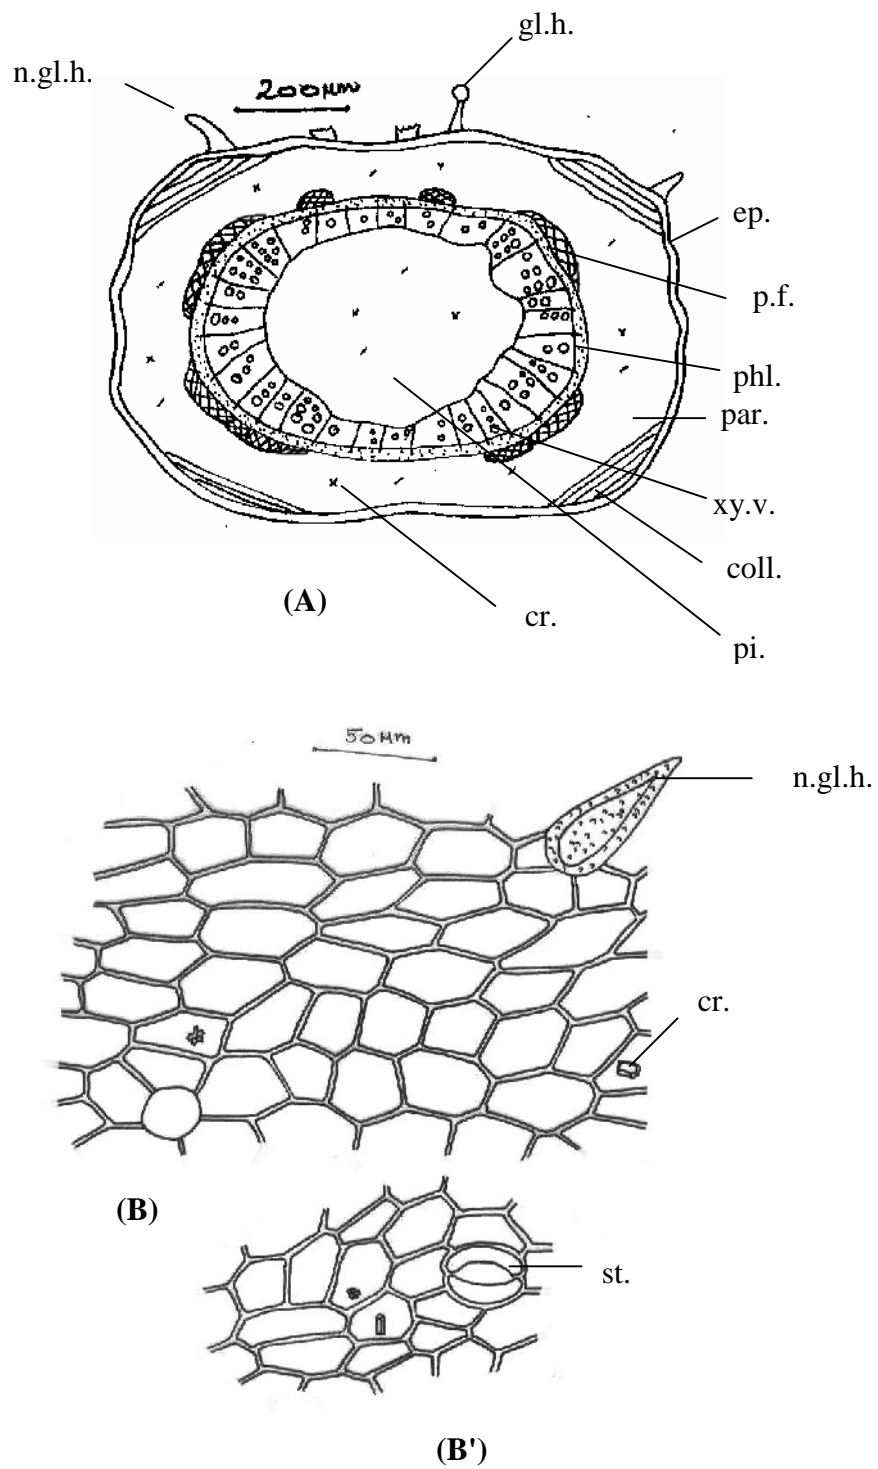 gl.h.
n.gl.h.
200μm
ep.
p.f.
phl.
par.
xy.v.
coll.
(A)
cr.
pi.
50μm
n.gl.h.
cr.
(B)
st.
(B')